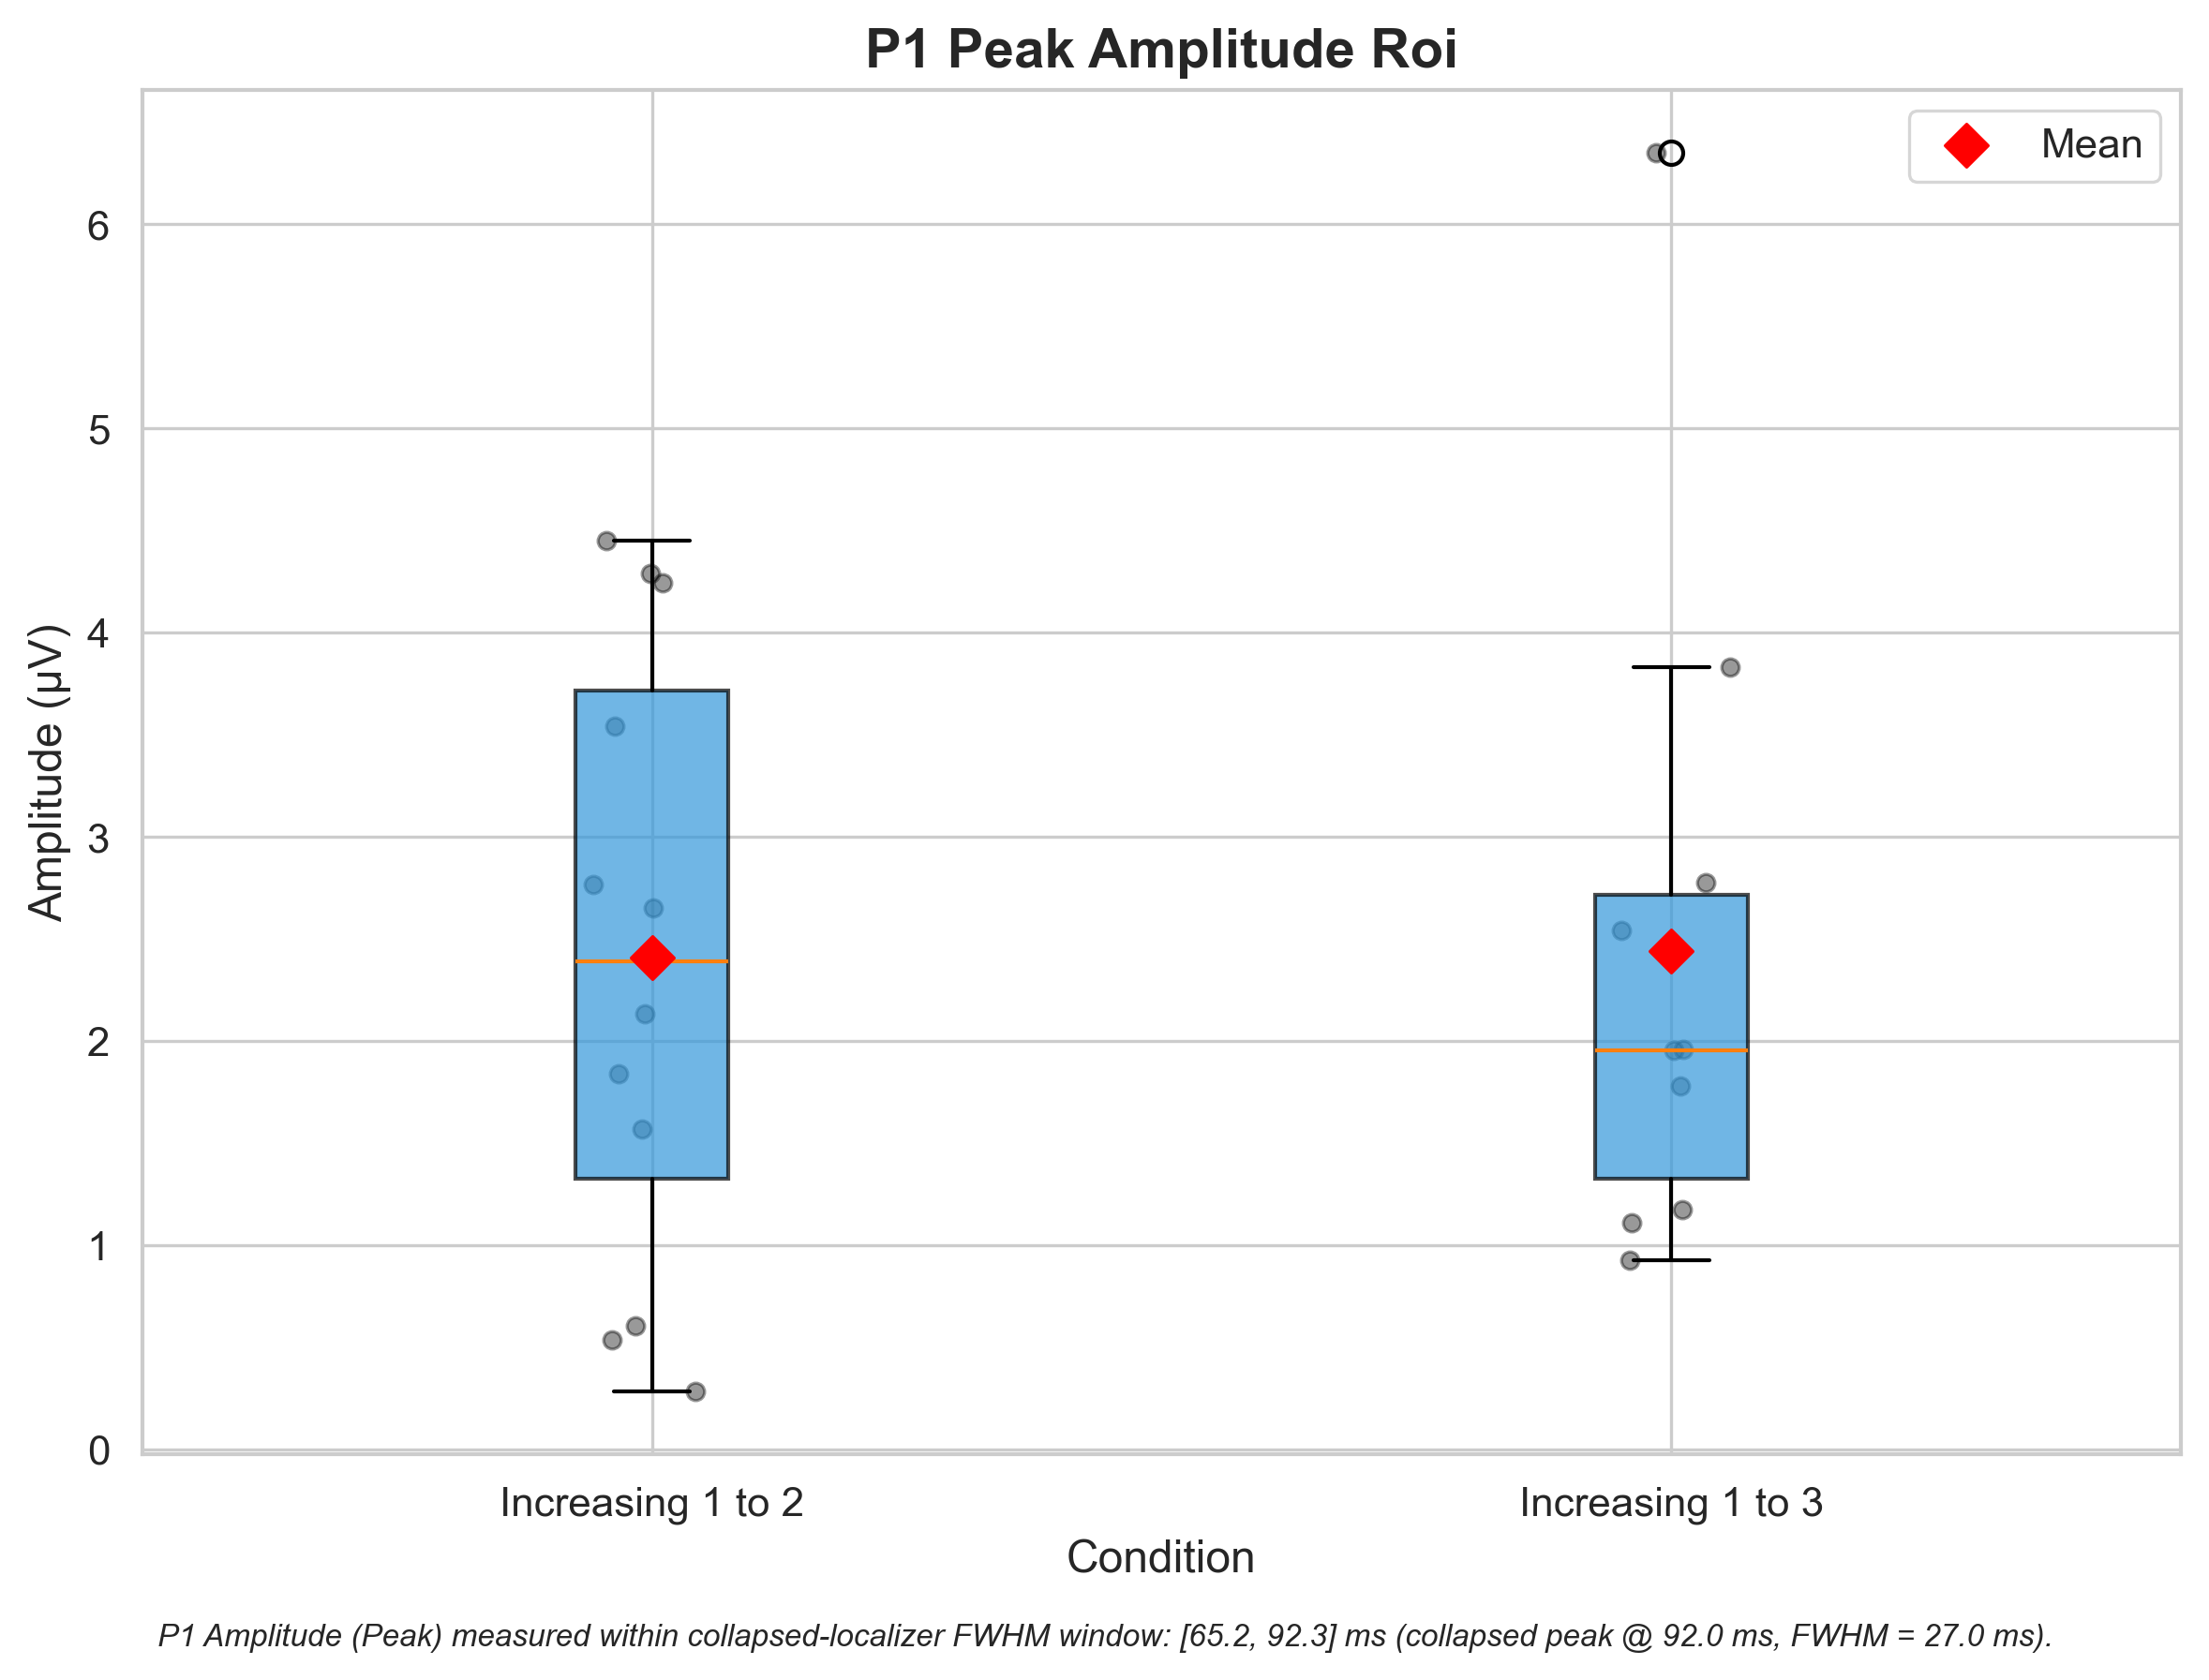 P1 Peak Amplitude Roi
Mean
6
5
4
3
2
1
0
Amplitude (μV)
Increasing 1 to 2
Increasing 1 to 3
Condition
P1 Amplitude (Peak) measured within collapsed-localizer FWHM window: [65.2, 92.3] ms (collapsed peak @ 92.0 ms, FWHM = 27.0 ms).